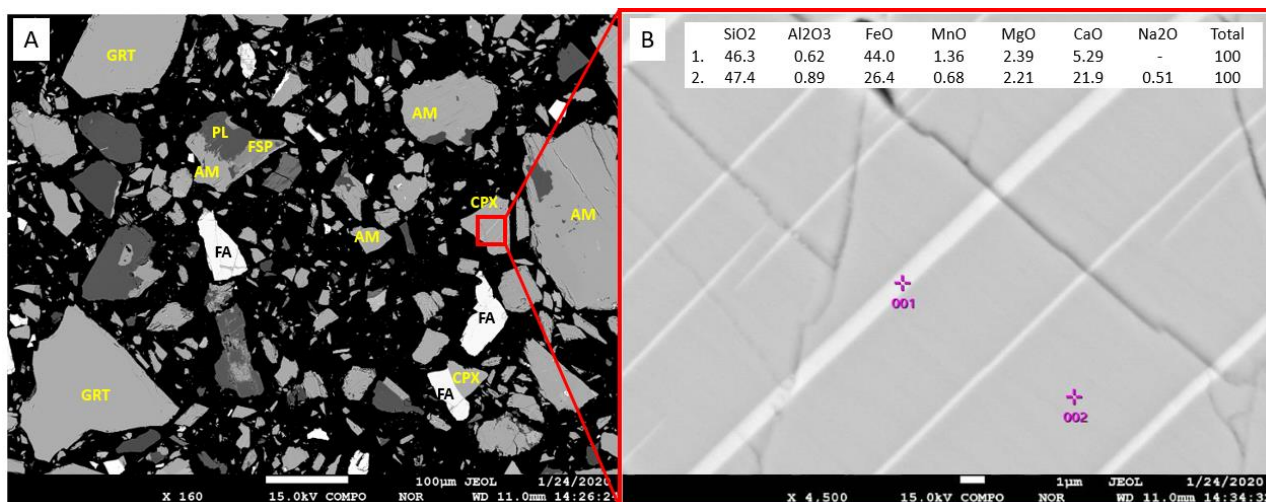 A
GRT
AM
PL
FSP
AM
CPX
AM
AM
FA
FA
GRT
CPX
FA
100µm JEOL 1/24/2020
X 160 15.0kV COMPO NOR WD 11.0mm 14:26:24
B
SiO2 Al2O3 FeO MnO MgO CaO Na2O Total
1. 46.3 0.62 44.0 1.36 2.39 5.29 - 100
2. 47.4 0.89 26.4 0.68 2.21 21.9 0.51 100
001
002
1µm JEOL 1/24/2020
X 4.500 15.0kV COMPO NOR WD 11.0mm 14:34:33